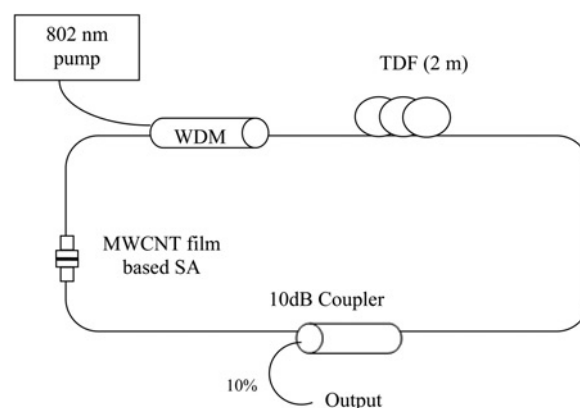 802 nm
pump
TDF (2 m)
WDM
MWCNT film
based SA
10dB Coupler
10%
Output